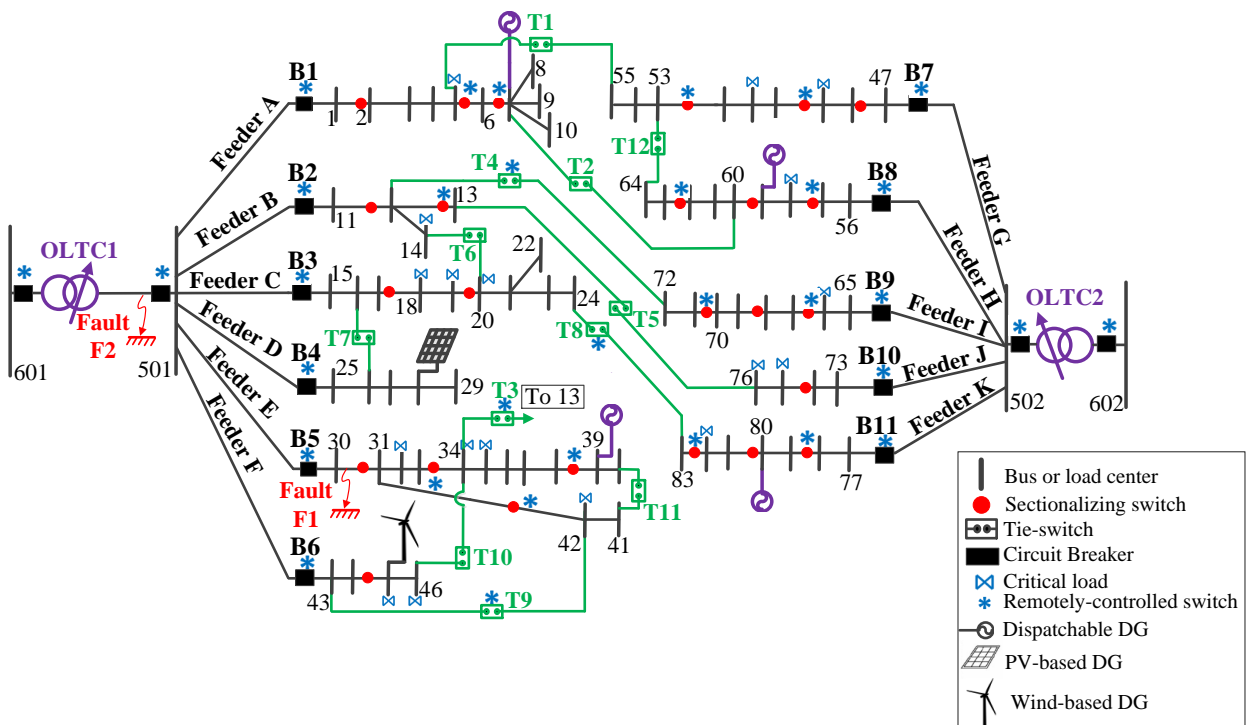 T1
8
9
10
B1
Feeder A
1
2
6
55
53
47
B7
T12
T2
T4
B2
Feeder B
11
13
14
T6
64
60
56
B8
Feeder G
Feeder H
OLTC1
B3
Feeder C
15
18
20
22
24
T8
T5
72
70
65
B9
Feeder I
OLTC2
Fault
F2
601
501
Feeder D
T7
B4
25
29
76
73
B10
Feeder J
502
602
Feeder E
T3
To 13
B5
30
31
34
39
83
80
77
B11
Feeder K
Fault
F1
T11
42
41
Feeder F
B6
43
46
T10
T9
Bus or load center
Sectionalizing switch
Tie-switch
Circuit Breaker
Critical load
Remotely-controlled switch
Dispatchable DG
PV-based DG
Wind-based DG